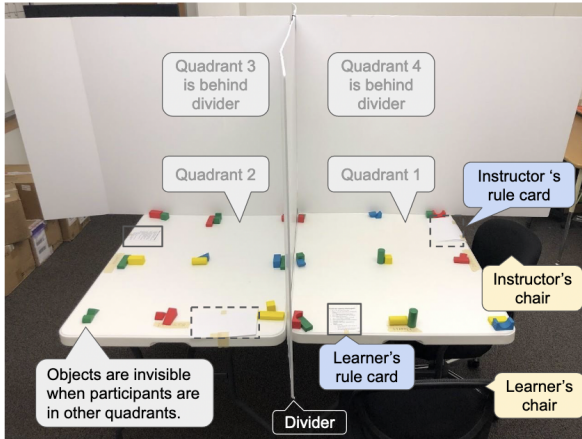 Quadrant 3
is behind
divider
Quadrant 4
is behind
divider
Quadrant 2
Quadrant 1
Instructor ‘s
rule card
Instructor’s
chair
Objects are invisible
when participants are
in other quadrants.
Learner’s
rule card
Learner’s
chair
Divider